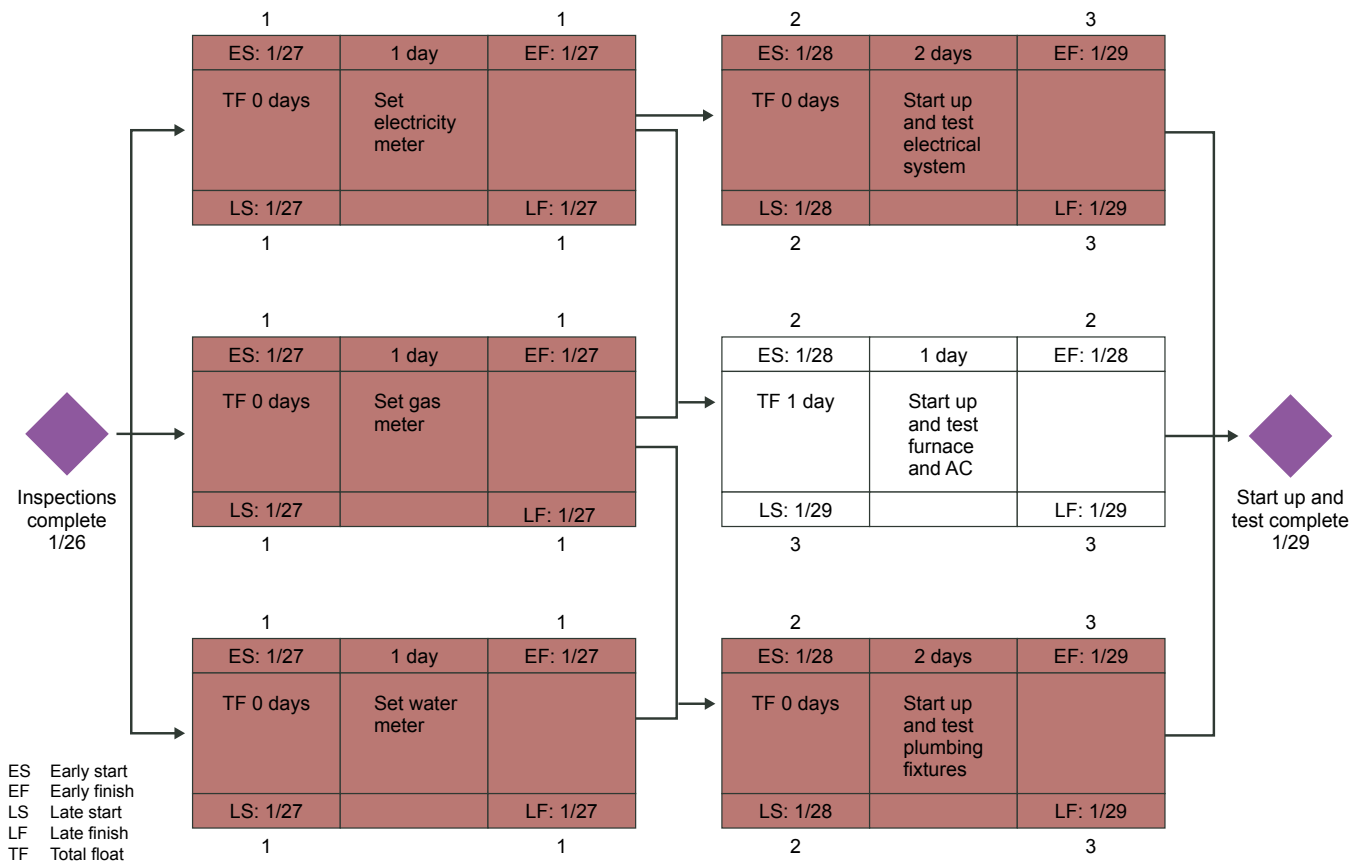 1 1 2 3
ES: 1/27 1 day EF: 1/27 ES: 1/28 2 days EF: 1/29
TF 0 days Set TF 0 days Start up
electricity and test
meter electrical
system
LS: 1/27 LF: 1/27 LS: 1/28 LF: 1/29
1 1 2 3
1 1 2 2
ES: 1/27 1 day EF: 1/27 ES: 1/28 1 day EF: 1/28
TF 0 days Set gas TF 1 day Start up
meter and test
furnace
and AC
LS: 1/27 LF: 1/27 LS: 1/29 LF: 1/29
1 1 3 3
Inspections
complete
1/26
Start up and
test complete
1/29
1 1 2 3
ES: 1/27 1 day EF: 1/27 ES: 1/28 2 days EF: 1/29
TF 0 days Set water TF 0 days Start up
meter and test
plumbing
fixtures
LS: 1/27 LF: 1/27 LS: 1/28 LF: 1/29
1 1 2 3
ES Early start
EF Early finish
LS Late start
LF Late finish
TF Total float